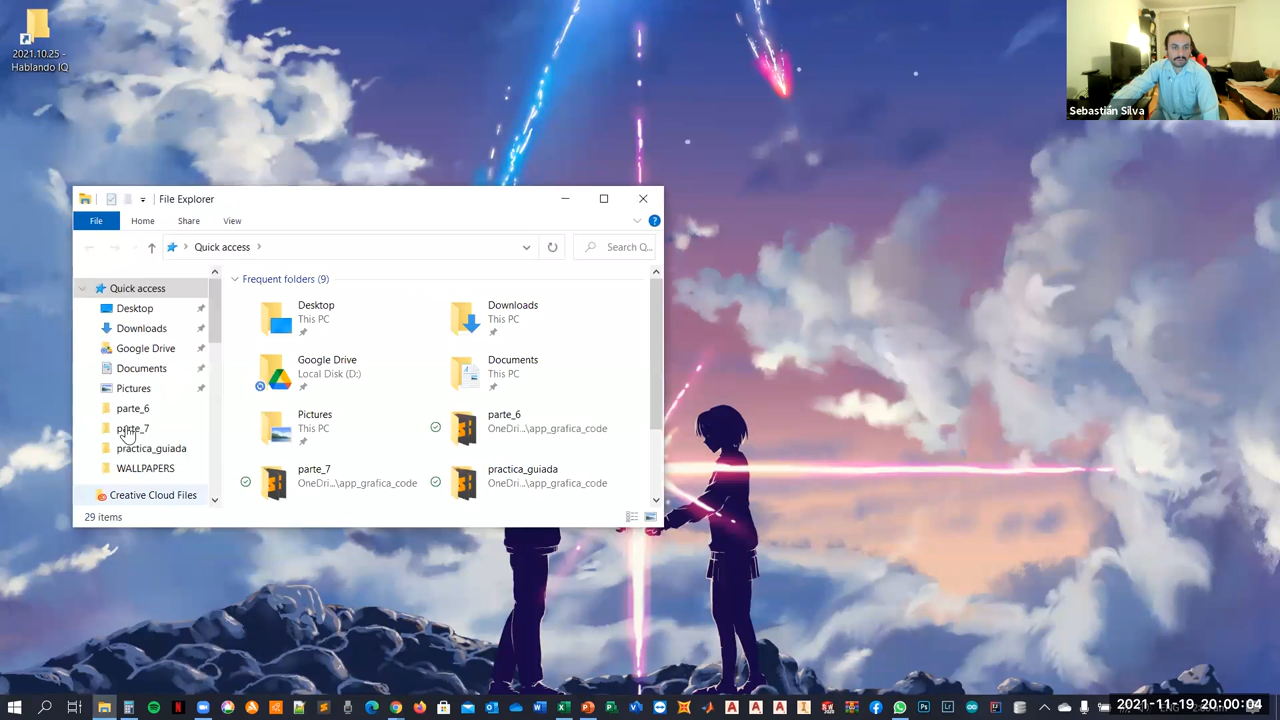 2021.10.25 -
Hablando IQ
Sebastián Silva
File Explorer
File
Home
Share
View
Quick access
Search Q...
Quick access
Desktop
Downloads
Google Drive
Documents
Pictures
parte_6
parte_7
practica_guiada
WALLPAPERS
Creative Cloud Files
29 items
Frequent folders (9)
Desktop
This PC
Downloads
This PC
Google Drive
Local Disk (D:)
Documents
This PC
Pictures
This PC
parte_6
OneDri...\app_grafica_code
parte_7
OneDri...\app_grafica_code
practica_guiada
OneDri...\app_grafica_code
2021-11-19 20:00:04